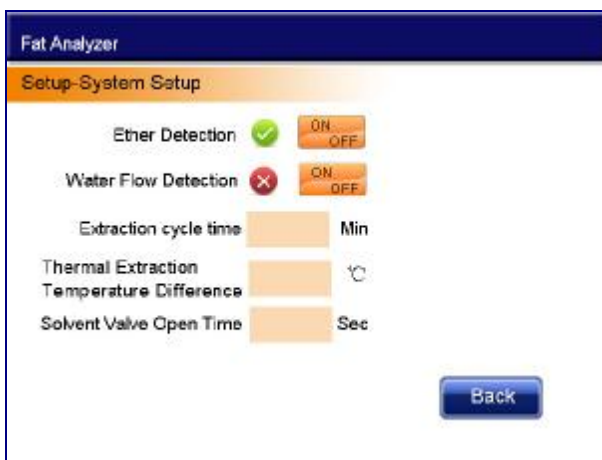 Fat Analyzer
Setup-System Setup
Ether Detection ON OFF
Water Flow Detection ON OFF
Extraction cycle time Min
Thermal Extraction
Temperature Difference ℃
Solvent Valve Open Time Sec
Back